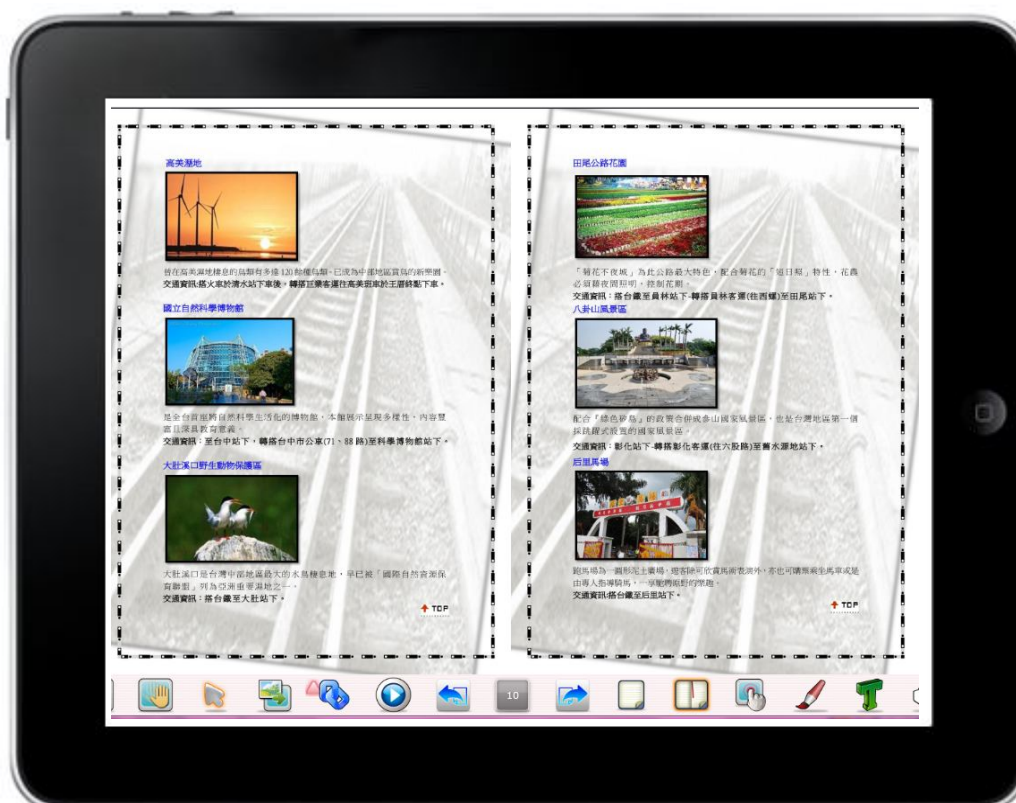 高美溼地
曾在高美濕地棲息的鳥類有多達 120 餘種鳥類,已成為中部地區賞鳥的新樂園。
交通資訊:搭火車於清水站下車後,轉搭巨業客運往高美班車於王厝終點下車。
國立自然科學博物館
是全台首座將自然科學生活化的博物館,本館展示呈現多樣性、內容豐
富且深具教育意義。
交通資訊:至台中站下,轉搭台中市公車(71、88 路)至科學博物館站下。
大肚溪口野生動物保護區
大肚溪口是台灣中部地區最大的水鳥棲息地,早已被「國際自然資源保
育聯盟」列為亞洲重要濕地之一。
交通資訊:搭台鐵至大肚站下。
TOP
田尾公路花園
「菊花不夜城」為此公路最大特色,配合菊花的「短日照」特性,花農
必須藉夜間照明,控制花期。
交通資訊:搭台鐵至員林站下-轉搭員林客運(往西螺)至田尾站下。
八卦山風景區
配合「綠色矽島」的政策合併成參山國家風景區,也是台灣地區第一個
採跳躍式設置的國家風景區。
交通資訊:彰化站下-轉搭彰化客運(往六股路)至舊水源地站下。
后里馬場
跑馬場為一圓形泥土廣場,遊客除可欣賞馬術表演外,亦也可購票乘坐馬車或是
由專人指導騎馬,一享馳騁原野的樂趣。
交通資訊:搭台鐵至后里站下。
TOP
10